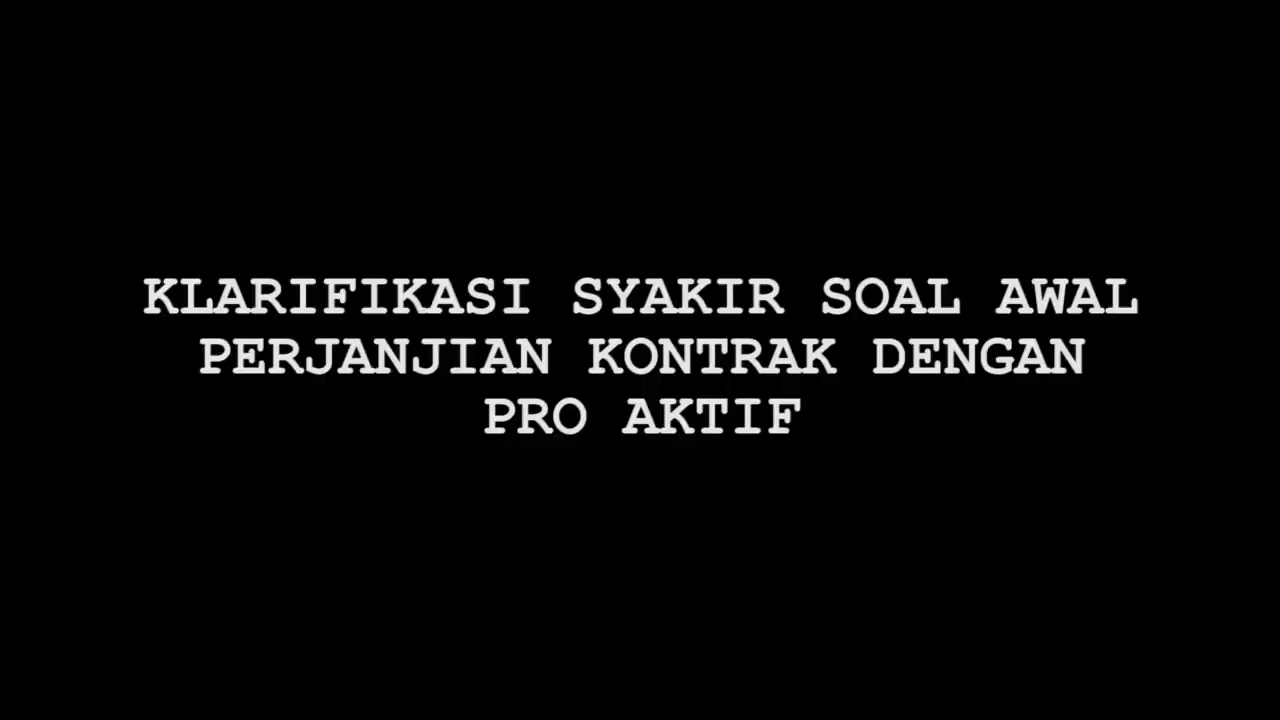 KLARIFIKASI SYAKIR SOAL AWAL
PERJANJIAN KONTRAK DENGAN
PRO AKTIF